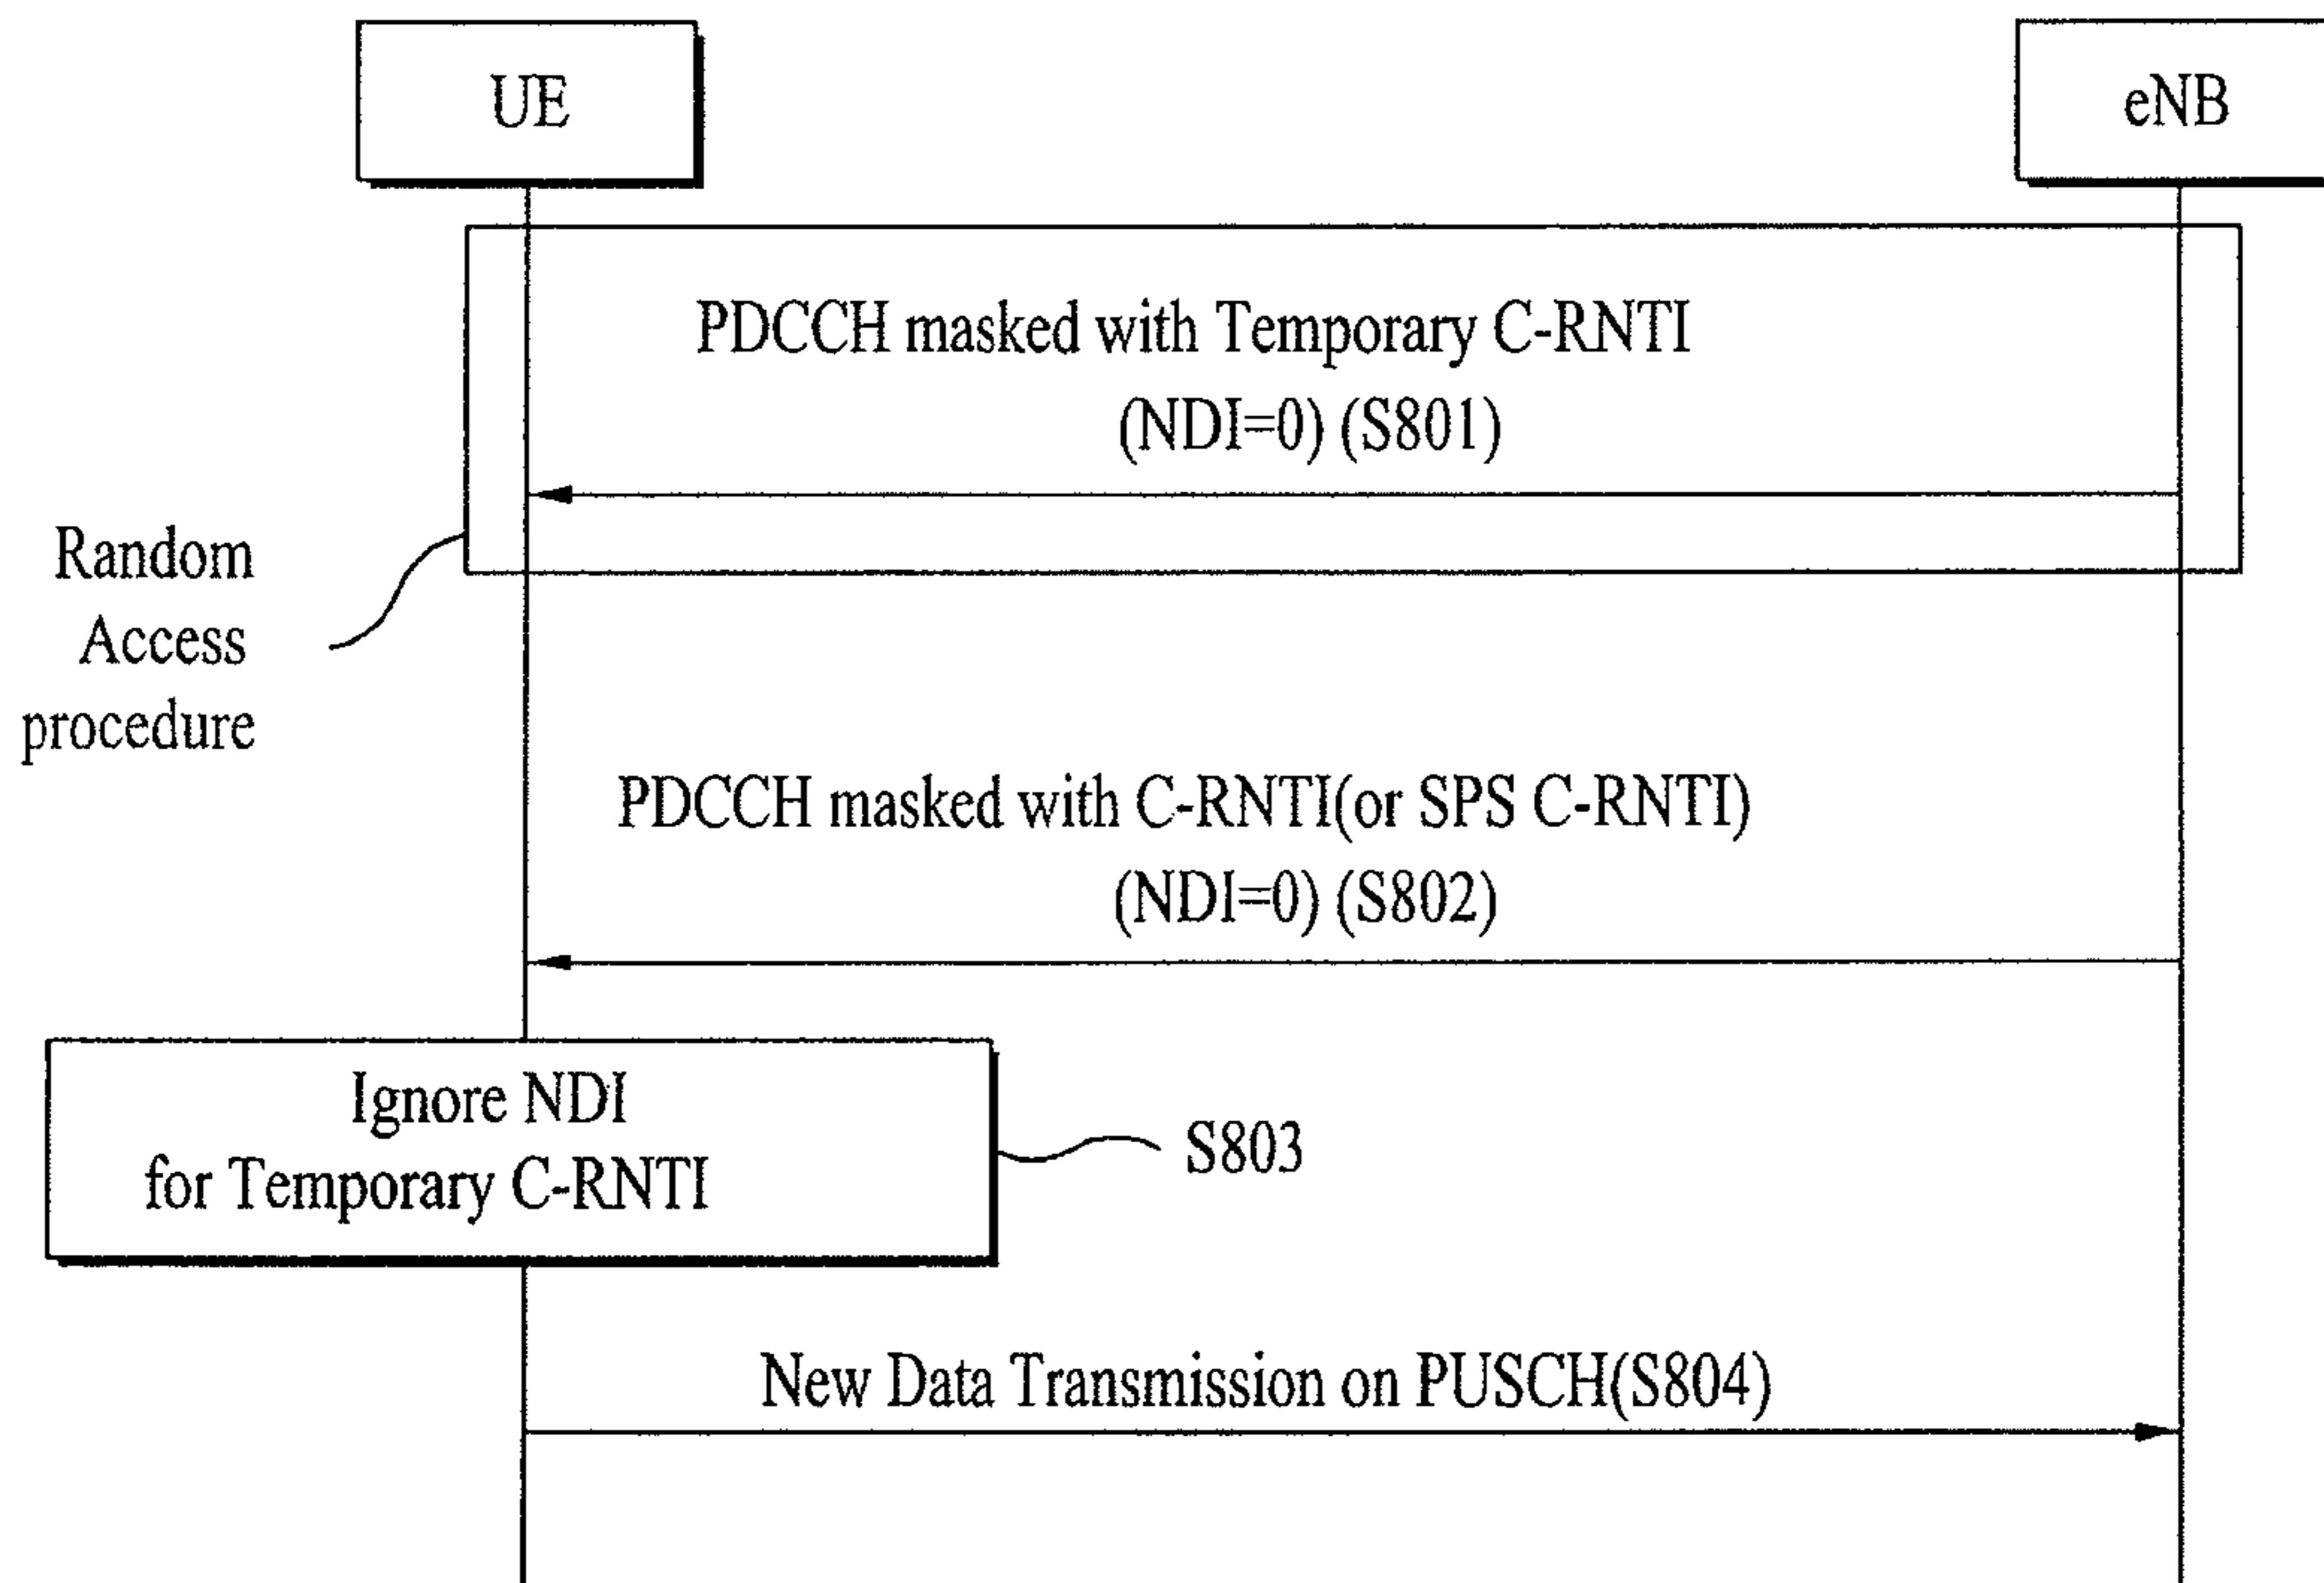 UE
eNB
PDCCH masked with Temporary C-RNTI
(NDI=0) (S801)
Random
Access
procedure
PDCCH masked with C-RNTI(or SPS C-RNTI)
(NDI=0) (S802)
Ignore NDI
for Temporary C-RNTI
S803
New Data Transmission on PUSCH(S804)